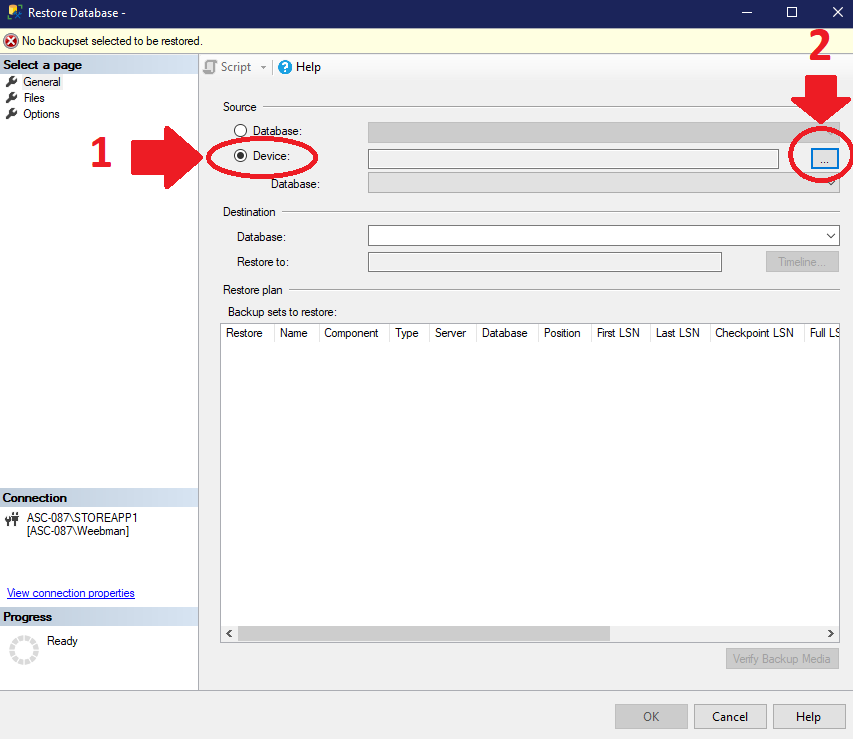 Restore Database -
No backupset selected to be restored.
2
Select a page
General
Files
Options
Script
Help
Source
Database:
1
Device:
...
Database:
Destination
Database:
Restore to:
Timeline...
Restore plan
Backup sets to restore:
Restore Name Component Type Server Database Position First LSN Last LSN Checkpoint LSN Full LS
Connection
ASC-087\STOREAPP1
[ASC-087\Weebman]
View connection properties
Progress
Ready
Verify Backup Media
OK Cancel Help